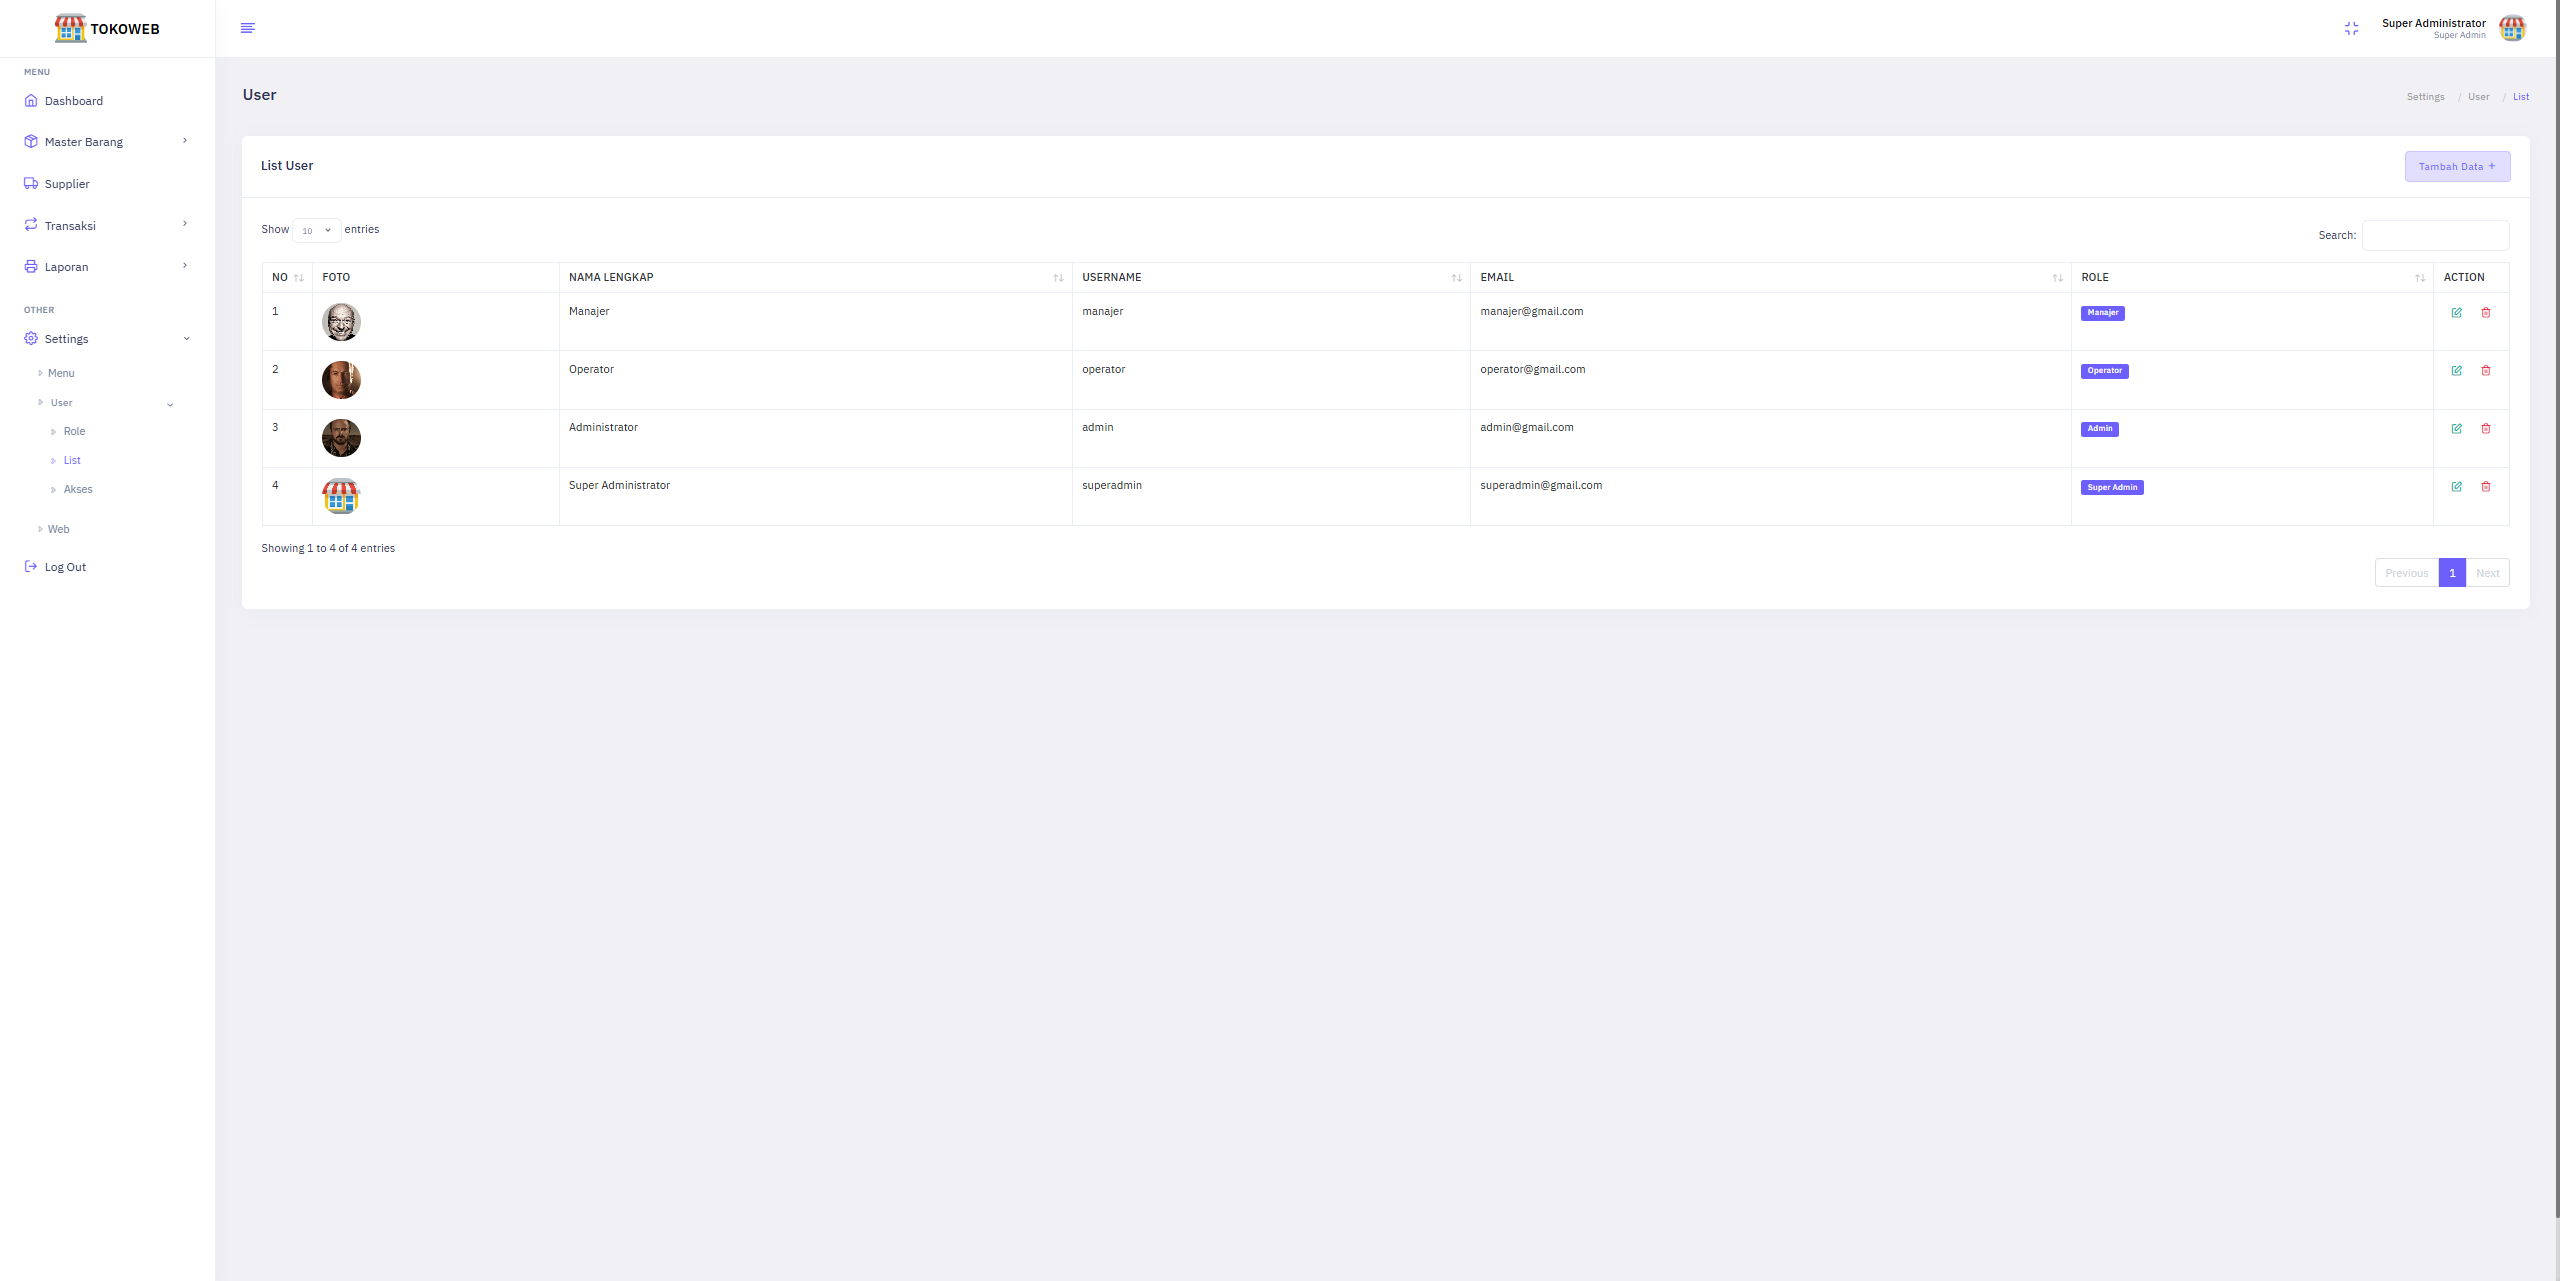 TOKOWEB
Super Administrator
Super Admin
MENU
Dashboard
Master Barang
Supplier
Transaksi
Laporan
OTHER
Settings
Menu
User
Role
List
Akses
Web
Log Out
User
Settings / User / List
List User
Tambah Data +
Show 10 entries
Search:
NO FOTO NAMA LENGKAP USERNAME EMAIL ROLE ACTION
1 Manajer manajer manajer@gmail.com Manajer
2 Operator operator operator@gmail.com Operator
3 Administrator admin admin@gmail.com Admin
4 Super Administrator superadmin superadmin@gmail.com Super Admin
Showing 1 to 4 of 4 entries
Previous 1 Next